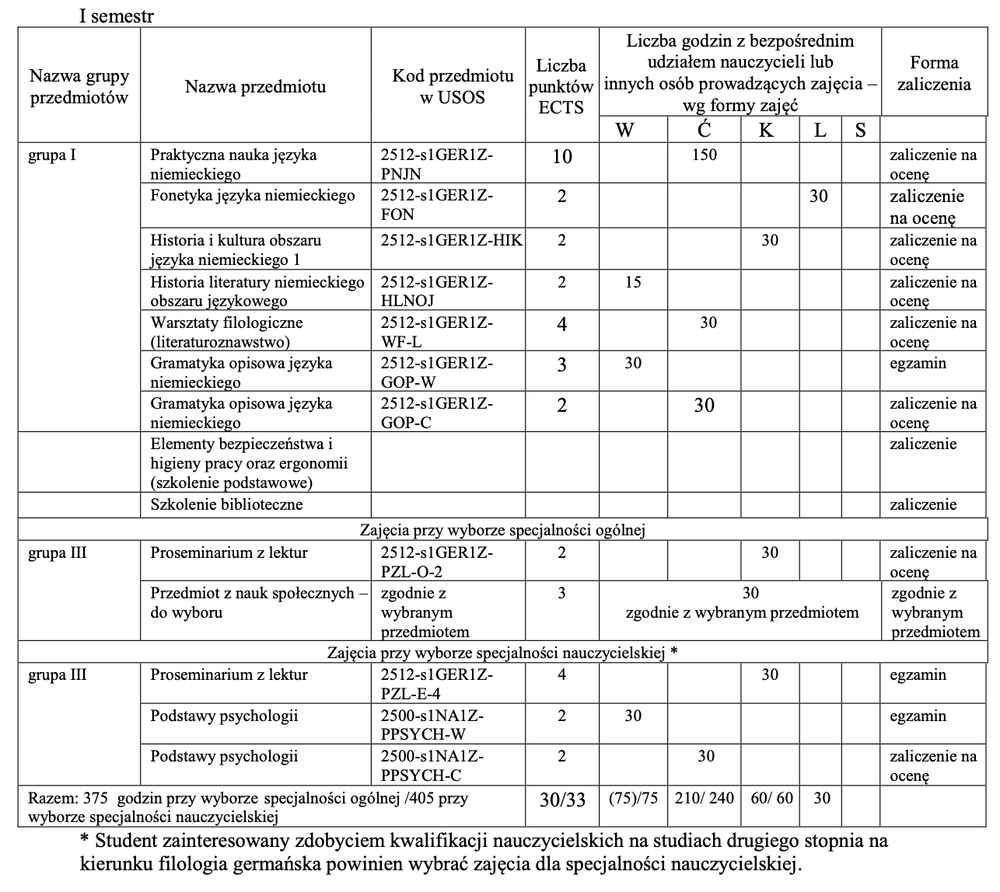 I semestr
Nazwa grupy
przedmiotów
Nazwa przedmiotu
Kod przedmiotu
w USOS
Liczba
punktów
ECTS
Liczba godzin z bezpośrednim
udziałem nauczycieli lub
innych osób prowadzących zajęcia –
wg formy zajęć
Forma
zaliczenia
W Ć K L S
grupa I
Praktyczna nauka języka
niemieckiego
2512-s1GER1Z-
PNJN
10
150
zaliczenie na
ocenę
Fonetyka języka niemieckiego
2512-s1GER1Z-
FON
2
30
zaliczenie
na ocenę
Historia i kultura obszaru
języka niemieckiego 1
2512-s1GER1Z-HIK
2
30
zaliczenie na
ocenę
Historia literatury niemieckiego
obszaru językowego
2512-s1GER1Z-
HLNOJ
2
15
zaliczenie na
ocenę
Warsztaty filologiczne
(literaturoznawstwo)
2512-s1GER1Z-
WF-L
4
30
zaliczenie na
ocenę
Gramatyka opisowa języka
niemieckiego
2512-s1GER1Z-
GOP-W
3
30
egzamin
Gramatyka opisowa języka
niemieckiego
2512-s1GER1Z-
GOP-C
2
30
zaliczenie na
ocenę
Elementy bezpieczeństwa i
higieny pracy oraz ergonomii
(szkolenie podstawowe)
zaliczenie
Szkolenie biblioteczne
zaliczenie
Zajęcia przy wyborze specjalności ogólnej
grupa III
Proseminarium z lektur
2512-s1GER1Z-
PZL-O-2
2
30
zaliczenie na
ocenę
Przedmiot z nauk społecznych –
do wyboru
zgodnie z
wybranym
przedmiotem
3
30
zgodnie z wybranym przedmiotem
zgodnie z
wybranym
przedmiotem
Zajęcia przy wyborze specjalności nauczycielskiej *
grupa III
Proseminarium z lektur
2512-s1GER1Z-
PZL-E-4
4
30
egzamin
Podstawy psychologii
2500-s1NA1Z-
PPSYCH-W
2
30
egzamin
Podstawy psychologii
2500-s1NA1Z-
PPSYCH-C
2
30
zaliczenie na
ocenę
Razem: 375 godzin przy wyborze specjalności ogólnej /405 przy
wyborze specjalności nauczycielskiej
30/33
(75)/75
210/ 240
60/ 60
30
* Student zainteresowany zdobyciem kwalifikacji nauczycielskich na studiach drugiego stopnia na
kierunku filologia germańska powinien wybrać zajęcia dla specjalności nauczycielskiej.